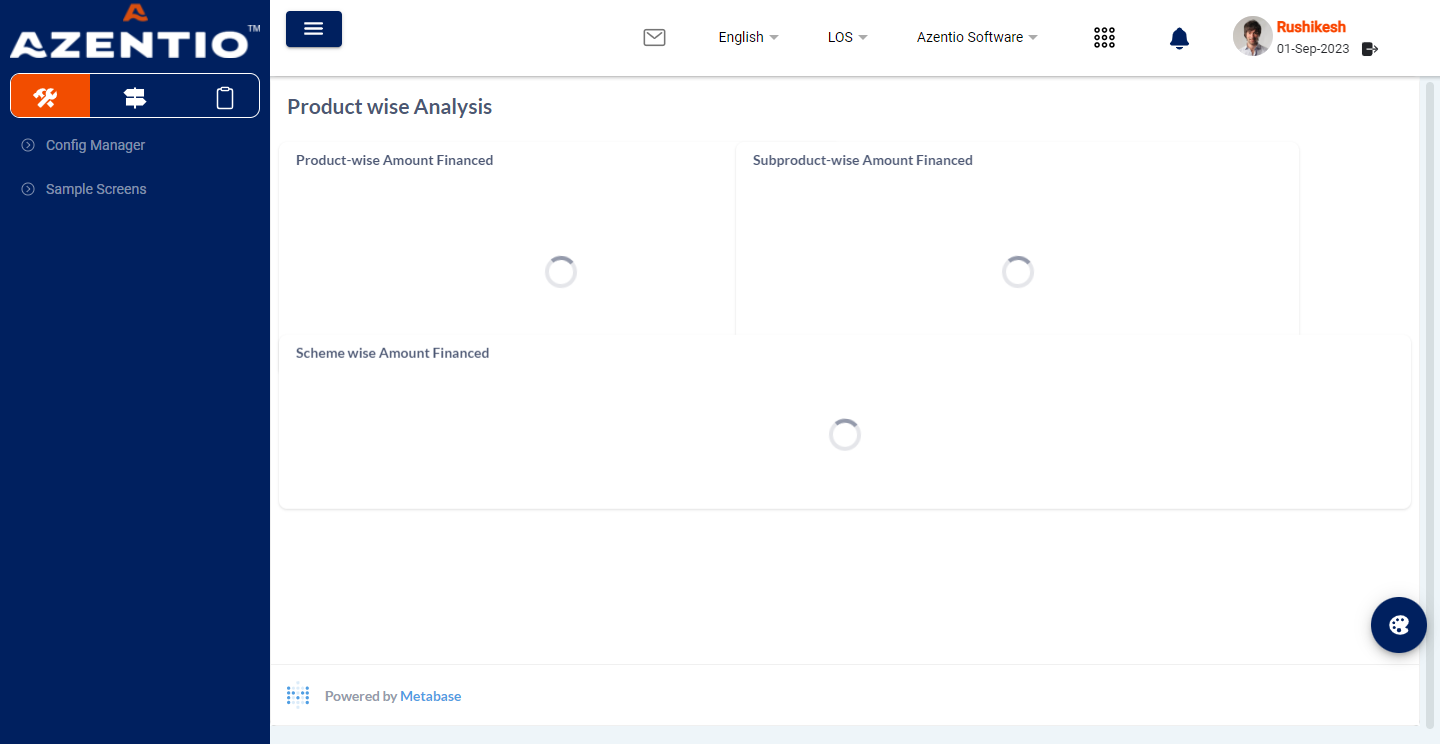 AZENTIO™
English
LOS
Azentio Software
Rushikesh
01-Sep-2023
Config Manager
Sample Screens
Product wise Analysis
Product-wise Amount Financed
Subproduct-wise Amount Financed
Scheme wise Amount Financed
Powered by Metabase